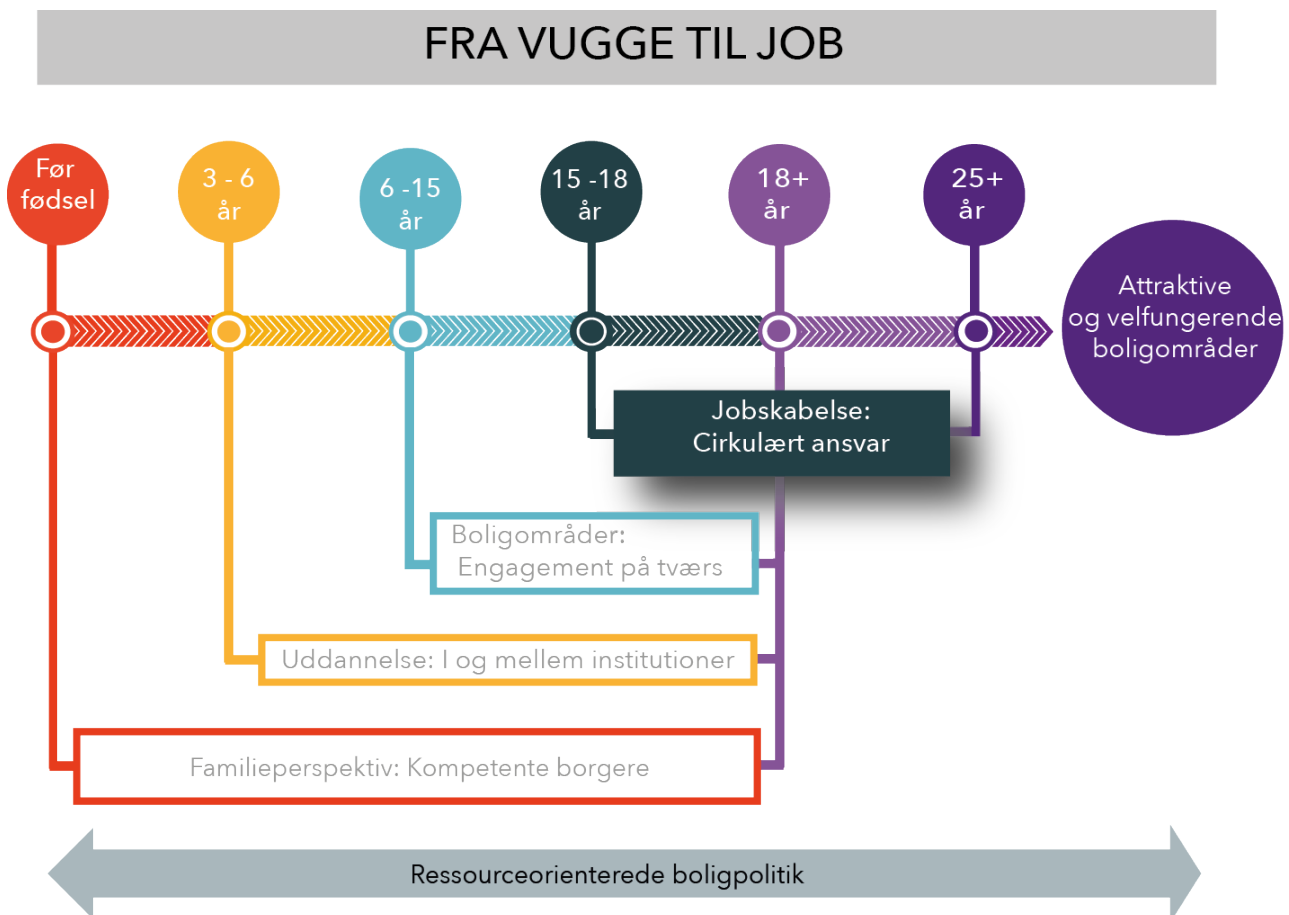 FRA VUGGE TIL JOB
Før
fødsel
3 - 6
år
6 -15
år
15 -18
år
18+
år
25+
år
Attraktive
og velfungerende
boligområder
Jobskabelse:
Cirkulært ansvar
Boligområder:
Engagement på tværs
Uddannelse: I og mellem institutioner
Familieperspektiv: Kompetente borgere
Ressourceorienterede boligpolitik